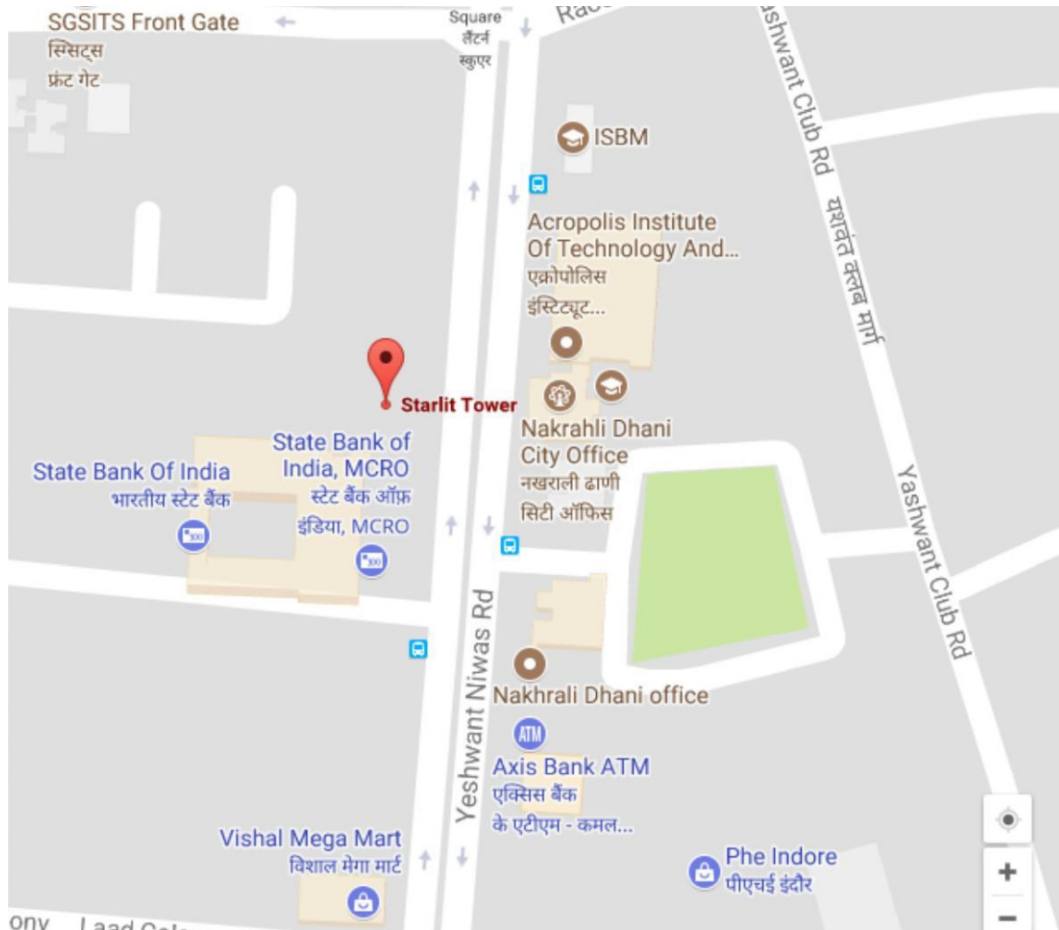 SGSITS Front Gate
स्गिसट्स
फ्रंट गेट
Square
लैंटर्न
स्कुएर
ISBM
Yashwant Club Rd
यशवंत क्लब मार्ग
Acropolis Institute
Of Technology And...
एक्रोपोलिस
इंस्टिट्यूट...
Starlit Tower
Nakrahli Dhani
City Office
नखराली ढाणी
सिटी ऑफिस
State Bank of
India, MCRO
स्टेट बैंक ऑफ़
इंडिया, MCRO
State Bank Of India
भारतीय स्टेट बैंक
Yashwant Club Rd
Yeshwant Niwas Rd
Nakhrali Dhani office
ATM
Axis Bank ATM
एक्सिस बैंक
के एटीएम - कमल...
Vishal Mega Mart
विशाल मेगा मार्ट
Phe Indore
पीएचई इंदौर
+
−